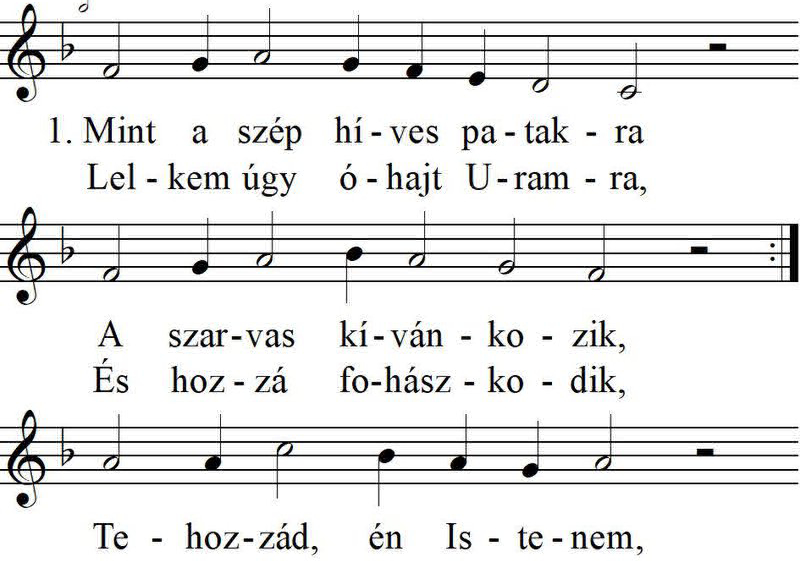 1. Mint a szép hí - ves pa - tak - ra
Lel - kem úgy ó - hajt U - ram - ra,
A szar - vas kí - ván - ko - zik,
És hoz - zá fo - hász - ko - dik,
Te - hoz - zád, én Is - te - nem,